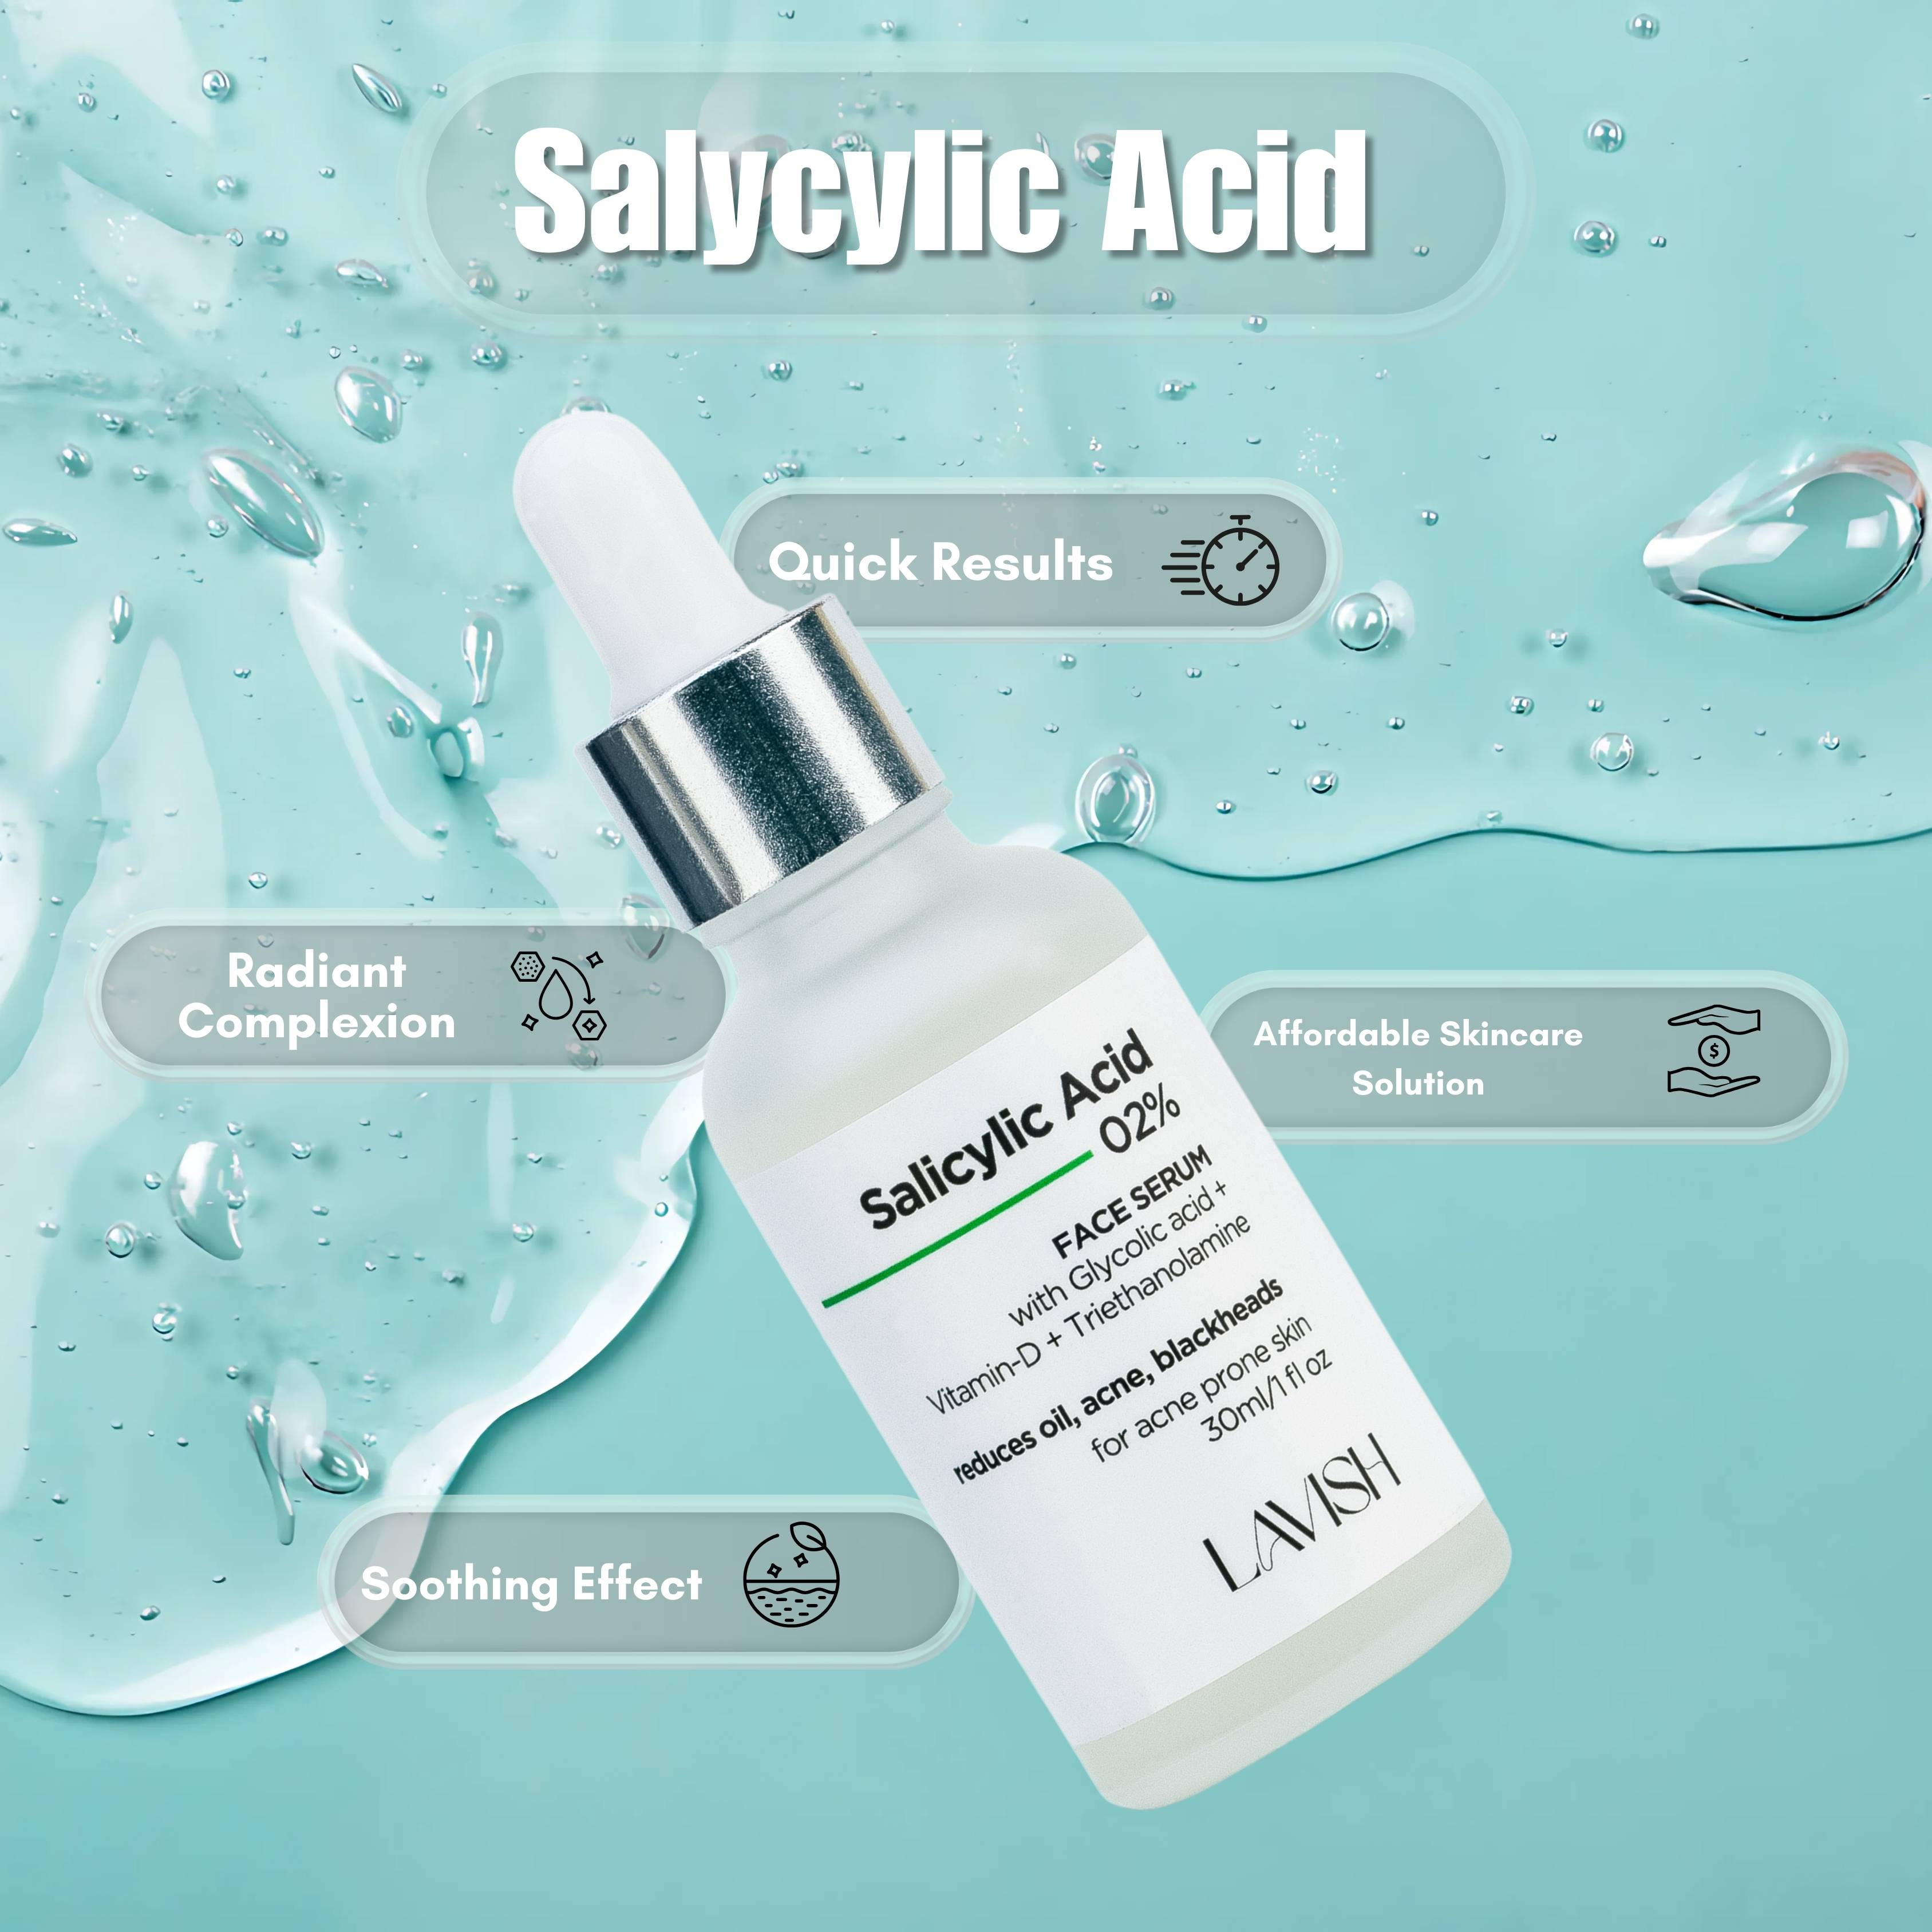 Salycylic Acid
Quick Results
Radiant
Complexion
Affordable Skincare
Solution
Salicylic Acid
02%
FACE SERUM
with Glycolic acid +
Vitamin-D + Triethanolamine
reduces oil, acne, blackheads
for acne prone skin
30ml/1 fl oz
LAVISH
Soothing Effect